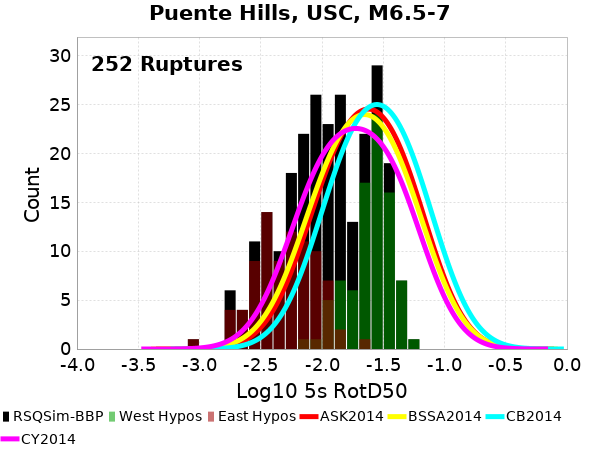 Puente Hills, USC, M6.5-7
252 Ruptures
Count
30
25
20
15
10
5
0
-4.0 -3.5 -3.0 -2.5 -2.0 -1.5 -1.0 -0.5 0.0
Log10 5s RotD50
RSQSim-BBP West Hypos East Hypos ASK2014 BSSA2014 CB2014
CY2014